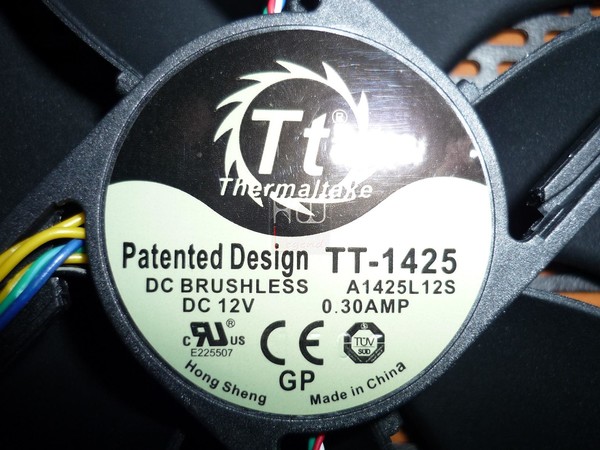 Tt®
Thermaltake
Patented Design TT-1425
DC BRUSHLESS A1425L12S
DC 12V 0.30AMP
c RU® US CE TÜV SÜD
E225507
GP
Hong Sheng Made in China